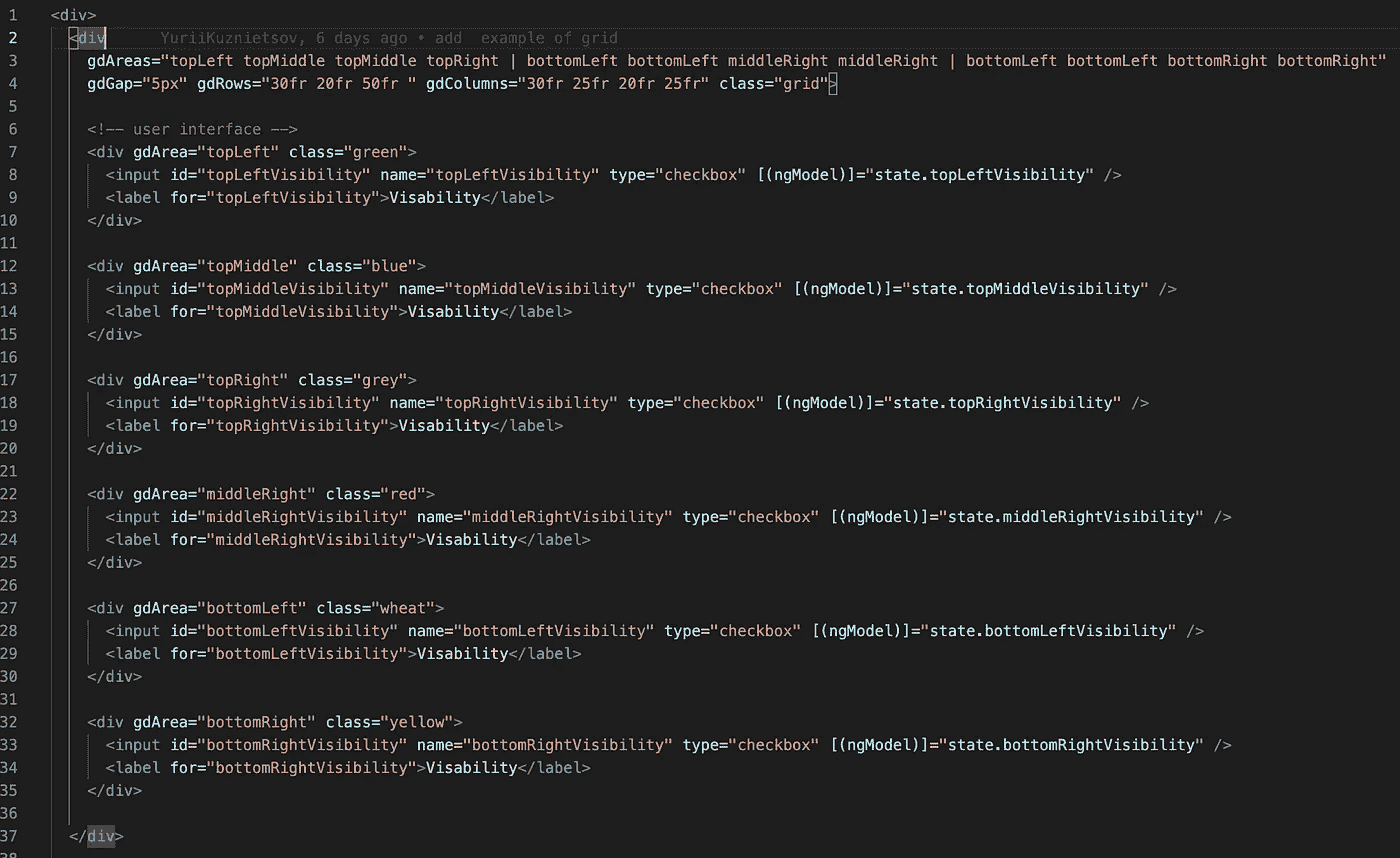 1 <div>
2 <div YuriiKuznietsov, 6 days ago • add example of grid
3 gdAreas="topLeft topMiddle topMiddle topRight | bottomLeft bottomLeft middleRight middleRight | bottomLeft bottomLeft bottomRight bottomRight"
4 gdGap="5px" gdRows="30fr 20fr 50fr " gdColumns="30fr 25fr 20fr 25fr" class="grid">
5
6 <!-- user interface -->
7 <div gdArea="topLeft" class="green">
8 <input id="topLeftVisibility" name="topLeftVisibility" type="checkbox" [(ngModel)]="state.topLeftVisibility" />
9 <label for="topLeftVisibility">Visability</label>
10 </div>
11
12 <div gdArea="topMiddle" class="blue">
13 <input id="topMiddleVisibility" name="topMiddleVisibility" type="checkbox" [(ngModel)]="state.topMiddleVisibility" />
14 <label for="topMiddleVisibility">Visability</label>
15 </div>
16
17 <div gdArea="topRight" class="grey">
18 <input id="topRightVisibility" name="topRightVisibility" type="checkbox" [(ngModel)]="state.topRightVisibility" />
19 <label for="topRightVisibility">Visability</label>
20 </div>
21
22 <div gdArea="middleRight" class="red">
23 <input id="middleRightVisibility" name="middleRightVisibility" type="checkbox" [(ngModel)]="state.middleRightVisibility" />
24 <label for="middleRightVisibility">Visability</label>
25 </div>
26
27 <div gdArea="bottomLeft" class="wheat">
28 <input id="bottomLeftVisibility" name="bottomLeftVisibility" type="checkbox" [(ngModel)]="state.bottomLeftVisibility" />
29 <label for="bottomLeftVisibility">Visability</label>
30 </div>
31
32 <div gdArea="bottomRight" class="yellow">
33 <input id="bottomRightVisibility" name="bottomRightVisibility" type="checkbox" [(ngModel)]="state.bottomRightVisibility" />
34 <label for="bottomRightVisibility">Visability</label>
35 </div>
36
37 </div>
38